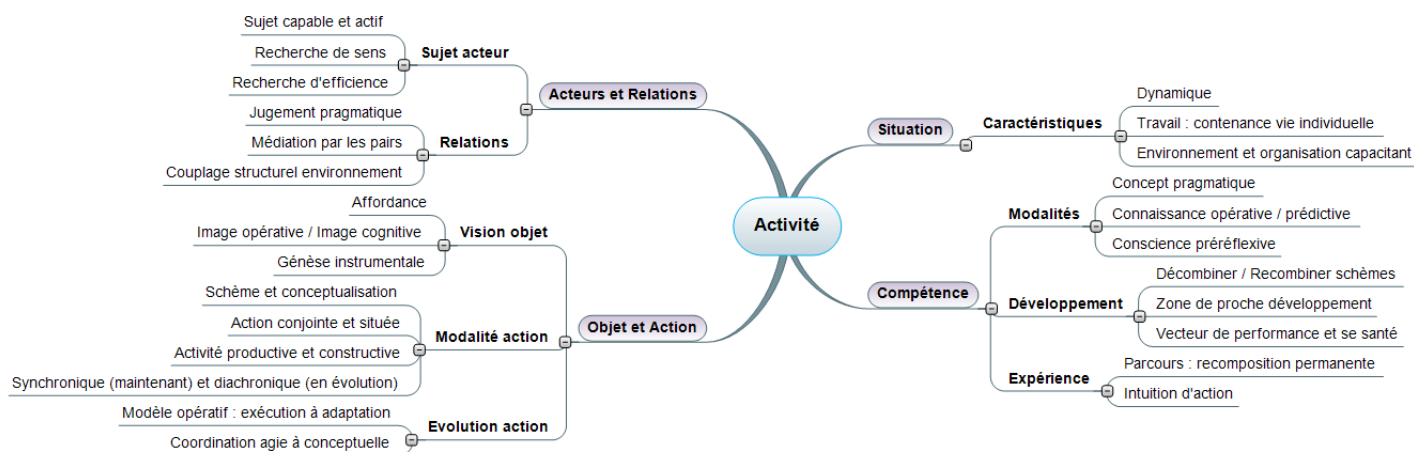 Activité
Acteurs et Relations
Sujet acteur
Sujet capable et actif
Recherche de sens
Recherche d'efficience
Relations
Jugement pragmatique
Médiation par les pairs
Couplage structurel environnement
Objet et Action
Vision objet
Affordance
Image opérative / Image cognitive
Génèse instrumentale
Modalité action
Schème et conceptualisation
Action conjointe et située
Activité productive et constructive
Synchronique (maintenant) et diachronique (en évolution)
Evolution action
Modèle opératif : exécution à adaptation
Coordination agie à conceptuelle
Situation
Caractéristiques
Dynamique
Travail : contenance vie individuelle
Environnement et organisation capacitant
Compétence
Modalités
Concept pragmatique
Connaissance opérative / prédictive
Conscience préréflexive
Développement
Décombiner / Recombiner schèmes
Zone de proche développement
Vecteur de performance et se santé
Expérience
Parcours : recomposition permanente
Intuition d'action